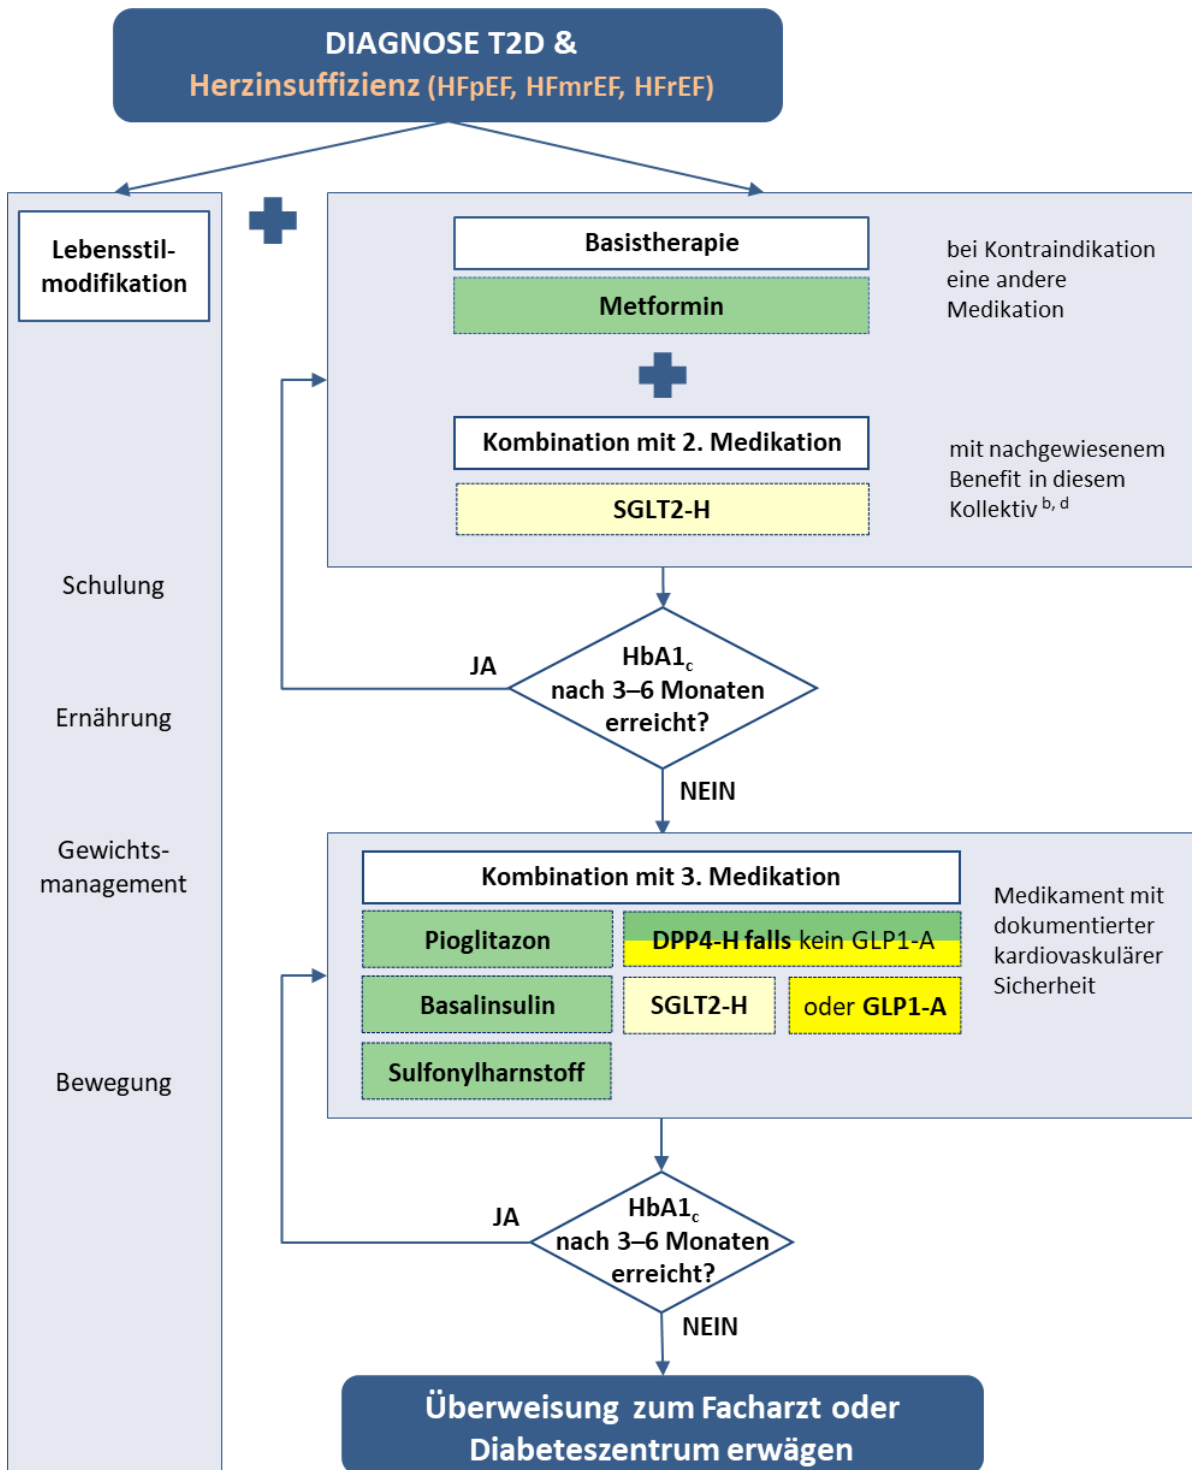 DIAGNOSE T2D &
Herzinsuffizienz (HFpEF, HFmrEF, HFrEF)
Lebensstil-
modifikation
Schulung
Ernährung
Gewichts-
management
Bewegung
Basistherapie
Metformin
bei Kontraindikation
eine andere
Medikation
Kombination mit 2. Medikation
SGLT2-H
mit nachgewiesenem
Benefit in diesem
Kollektiv b, d
HbA1c
nach 3–6 Monaten
erreicht?
JA
NEIN
Kombination mit 3. Medikation
Pioglitazon
DPP4-H falls kein GLP1-A
Basalinsulin
SGLT2-H
oder GLP1-A
Sulfonylharnstoff
Medikament mit
dokumentierter
kardiovaskulärer
Sicherheit
HbA1c
nach 3–6 Monaten
erreicht?
JA
NEIN
Überweisung zum Facharzt oder
Diabeteszentrum erwägen